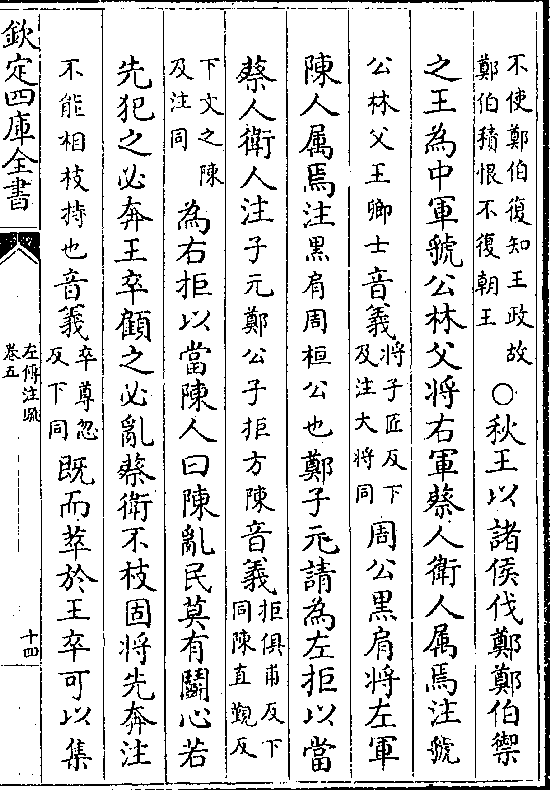 不使鄭伯復知王政故
鄭伯積恨不復朝王
○秋王以諸侯伐鄭鄭伯禦
之王為中軍虢公林父將右軍蔡人衛人属焉注虢
公林父王卿士音義
將子匠反下
及注大將同
周公黑肩將左軍
陳人属焉注黒肩周桓公也鄭子元請為左拒以當
蔡人衛人注子元鄭公子拒方陳音義
拒俱甫反下
同陳直覲反
下文之陳
及注同
為右拒以當陳人曰陳亂民莫有鬭心若
先犯之必奔王卒顧之必亂蔡衛不枝固將先奔注
不能相枝持也音義
卒尊忽
反下同
既而萃於王卒可以集
欽定四庫全書
左傳注疏
卷五
十四